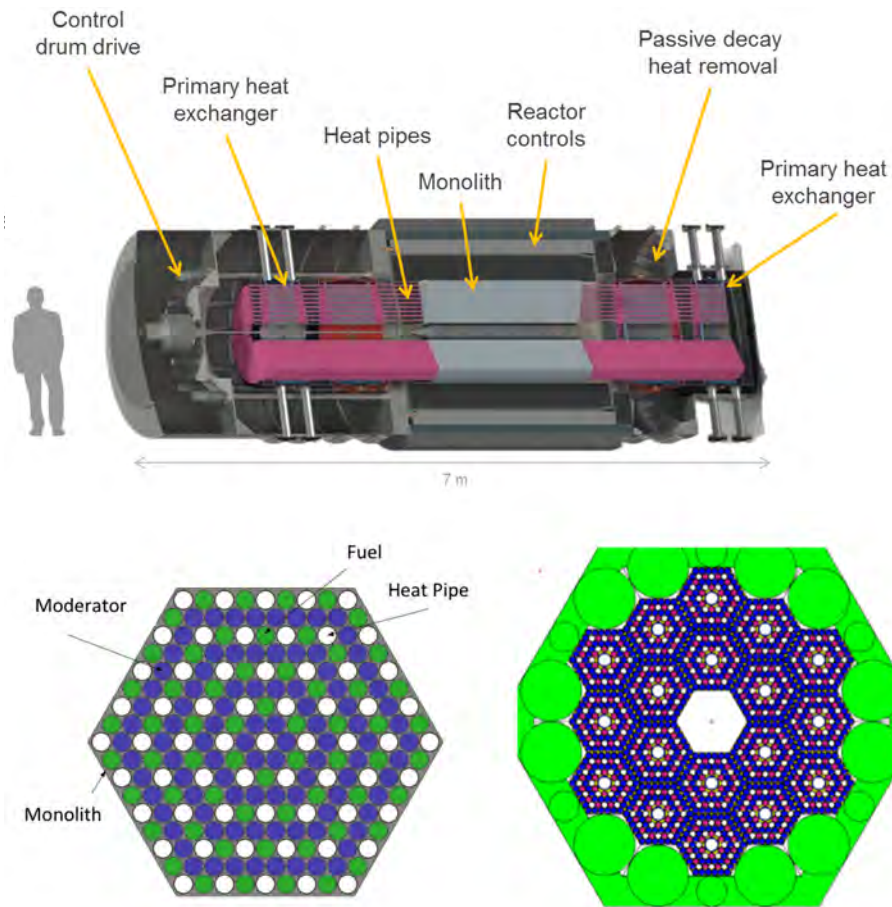 Control
drum drive
Primary heat
exchanger
Heat pipes
Monolith
Reactor
controls
Passive decay
heat removal
Primary heat
exchanger
7 m
Fuel
Moderator
Heat Pipe
Monolith